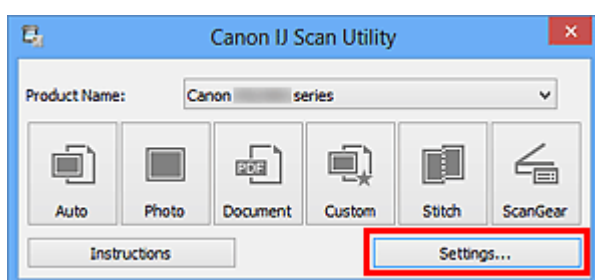 Canon IJ Scan Utility
Product Name: Canon series
PDF
Auto Photo Document Custom Stitch ScanGear
Instructions Settings...